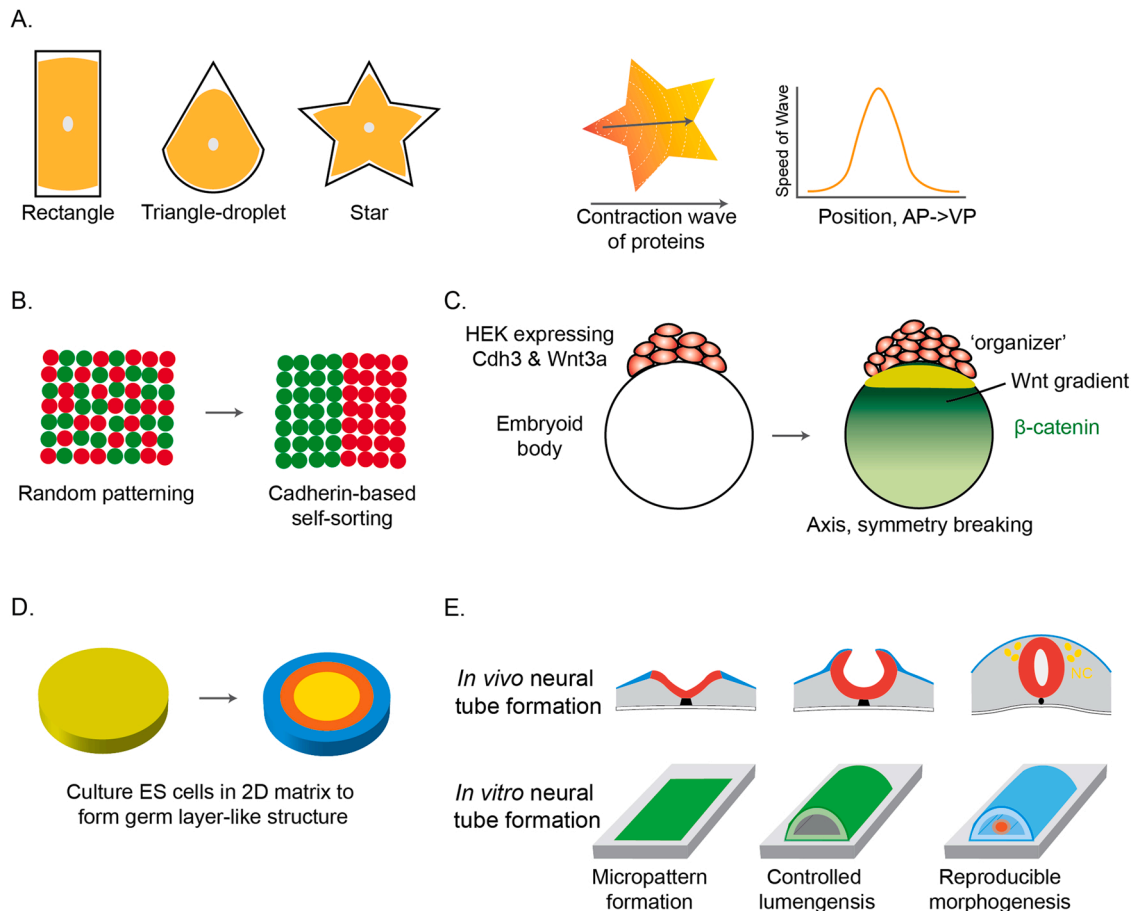 A.
Rectangle
Triangle-droplet
Star
Contraction wave
of proteins
Speed of Wave
Position, AP->VP
B.
Random patterning
Cadherin-based
self-sorting
C.
HEK expressing
Cdh3 & Wnt3a
Embryoid
body
'organizer'
Wnt gradient
β-catenin
Axis, symmetry breaking
D.
Culture ES cells in 2D matrix to
form germ layer-like structure
E.
In vivo neural
tube formation
NC
In vitro neural
tube formation
Micropattern
formation
Controlled
lumengensis
Reproducible
morphogenesis